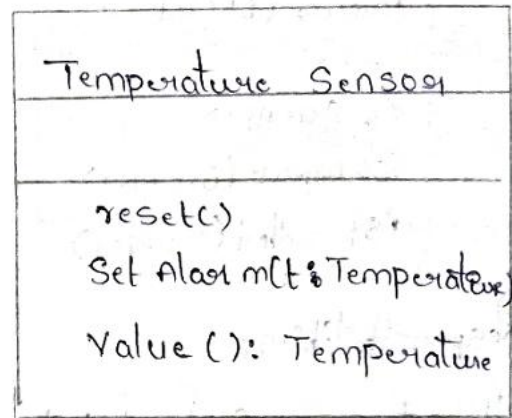 Temperature Sensor
reset()
Set Alarm(t: Temperature)
Value (): Temperature